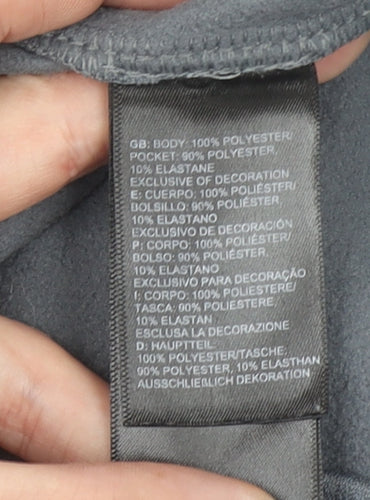 GB: BODY: 100% POLYESTER/
POCKET: 90% POLYESTER,
10% ELASTANE
EXCLUSIVE OF DECORATION
E: CUERPO: 100% POLIÉSTER/
BOLSILLO: 90% POLIÉSTER,
10% ELASTANO
EXCLUSIVO DE DECORACIÓN
P: CORPO: 100% POLIÉSTER/
BOLSO: 90% POLIÉSTER,
10% ELASTANO
EXCLUSIVO PARA DECORAÇÃO
I: CORPO: 100% POLIESTERE/
TASCA: 90% POLIESTERE,
10% ELASTAN
ESCLUSA LA DECORAZIONE
D: HAUPTTEIL:
100% POLYESTER/TASCHE:
90% POLYESTER, 10% ELASTHAN
AUSSCHLIEẞLICH DEKORATION.